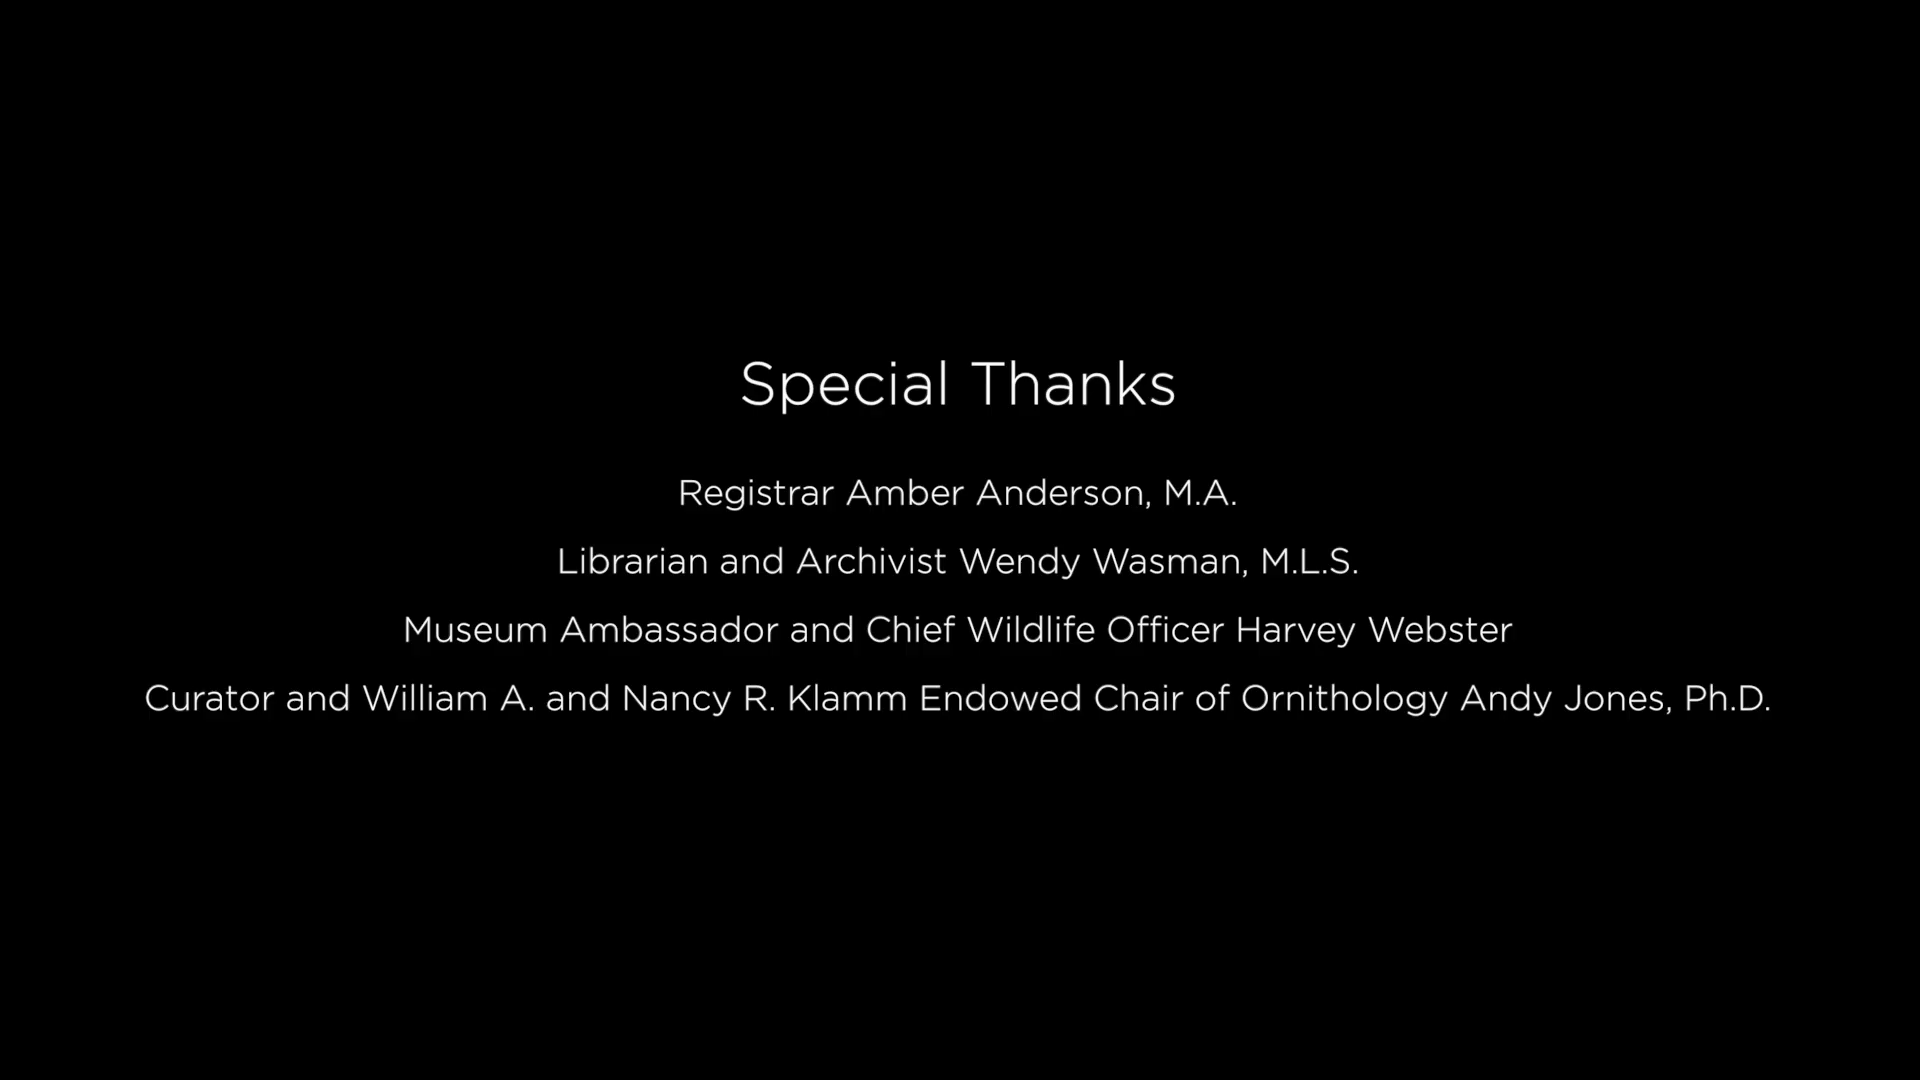 Special Thanks
Registrar Amber Anderson, M.A.
Librarian and Archivist Wendy Wasman, M.L.S.
Museum Ambassador and Chief Wildlife Officer Harvey Webster
Curator and William A. and Nancy R. Klamm Endowed Chair of Ornithology Andy Jones, Ph.D.